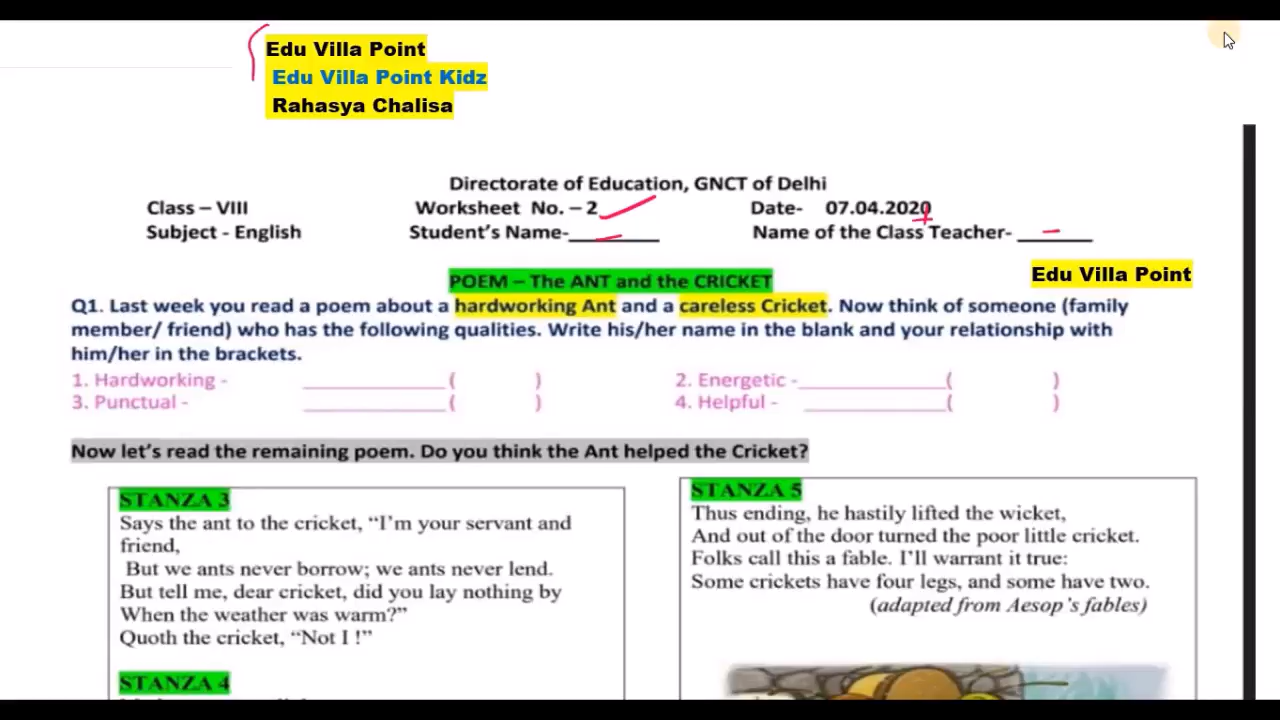 Edu Villa Point
Edu Villa Point Kidz
Rahasya Chalisa
Directorate of Education, GNCT of Delhi
Class – VIII Worksheet No. – 2 Date- 07.04.2020
Subject - English Student's Name-________ Name of the Class Teacher- ________
Edu Villa Point
POEM – The ANT and the CRICKET
Q1. Last week you read a poem about a hardworking Ant and a careless Cricket. Now think of someone (family
member/ friend) who has the following qualities. Write his/her name in the blank and your relationship with
him/her in the brackets.
1. Hardworking - ______________( ) 2. Energetic -______________( )
3. Punctual - ______________( ) 4. Helpful - ______________( )
Now let's read the remaining poem. Do you think the Ant helped the Cricket?
STANZA 3
Says the ant to the cricket, “I'm your servant and
friend,
But we ants never borrow; we ants never lend.
But tell me, dear cricket, did you lay nothing by
When the weather was warm?”
Quoth the cricket, “Not I !”
STANZA 4
STANZA 5
Thus ending, he hastily lifted the wicket,
And out of the door turned the poor little cricket.
Folks call this a fable. I'll warrant it true:
Some crickets have four legs, and some have two.
(adapted from Aesop's fables)